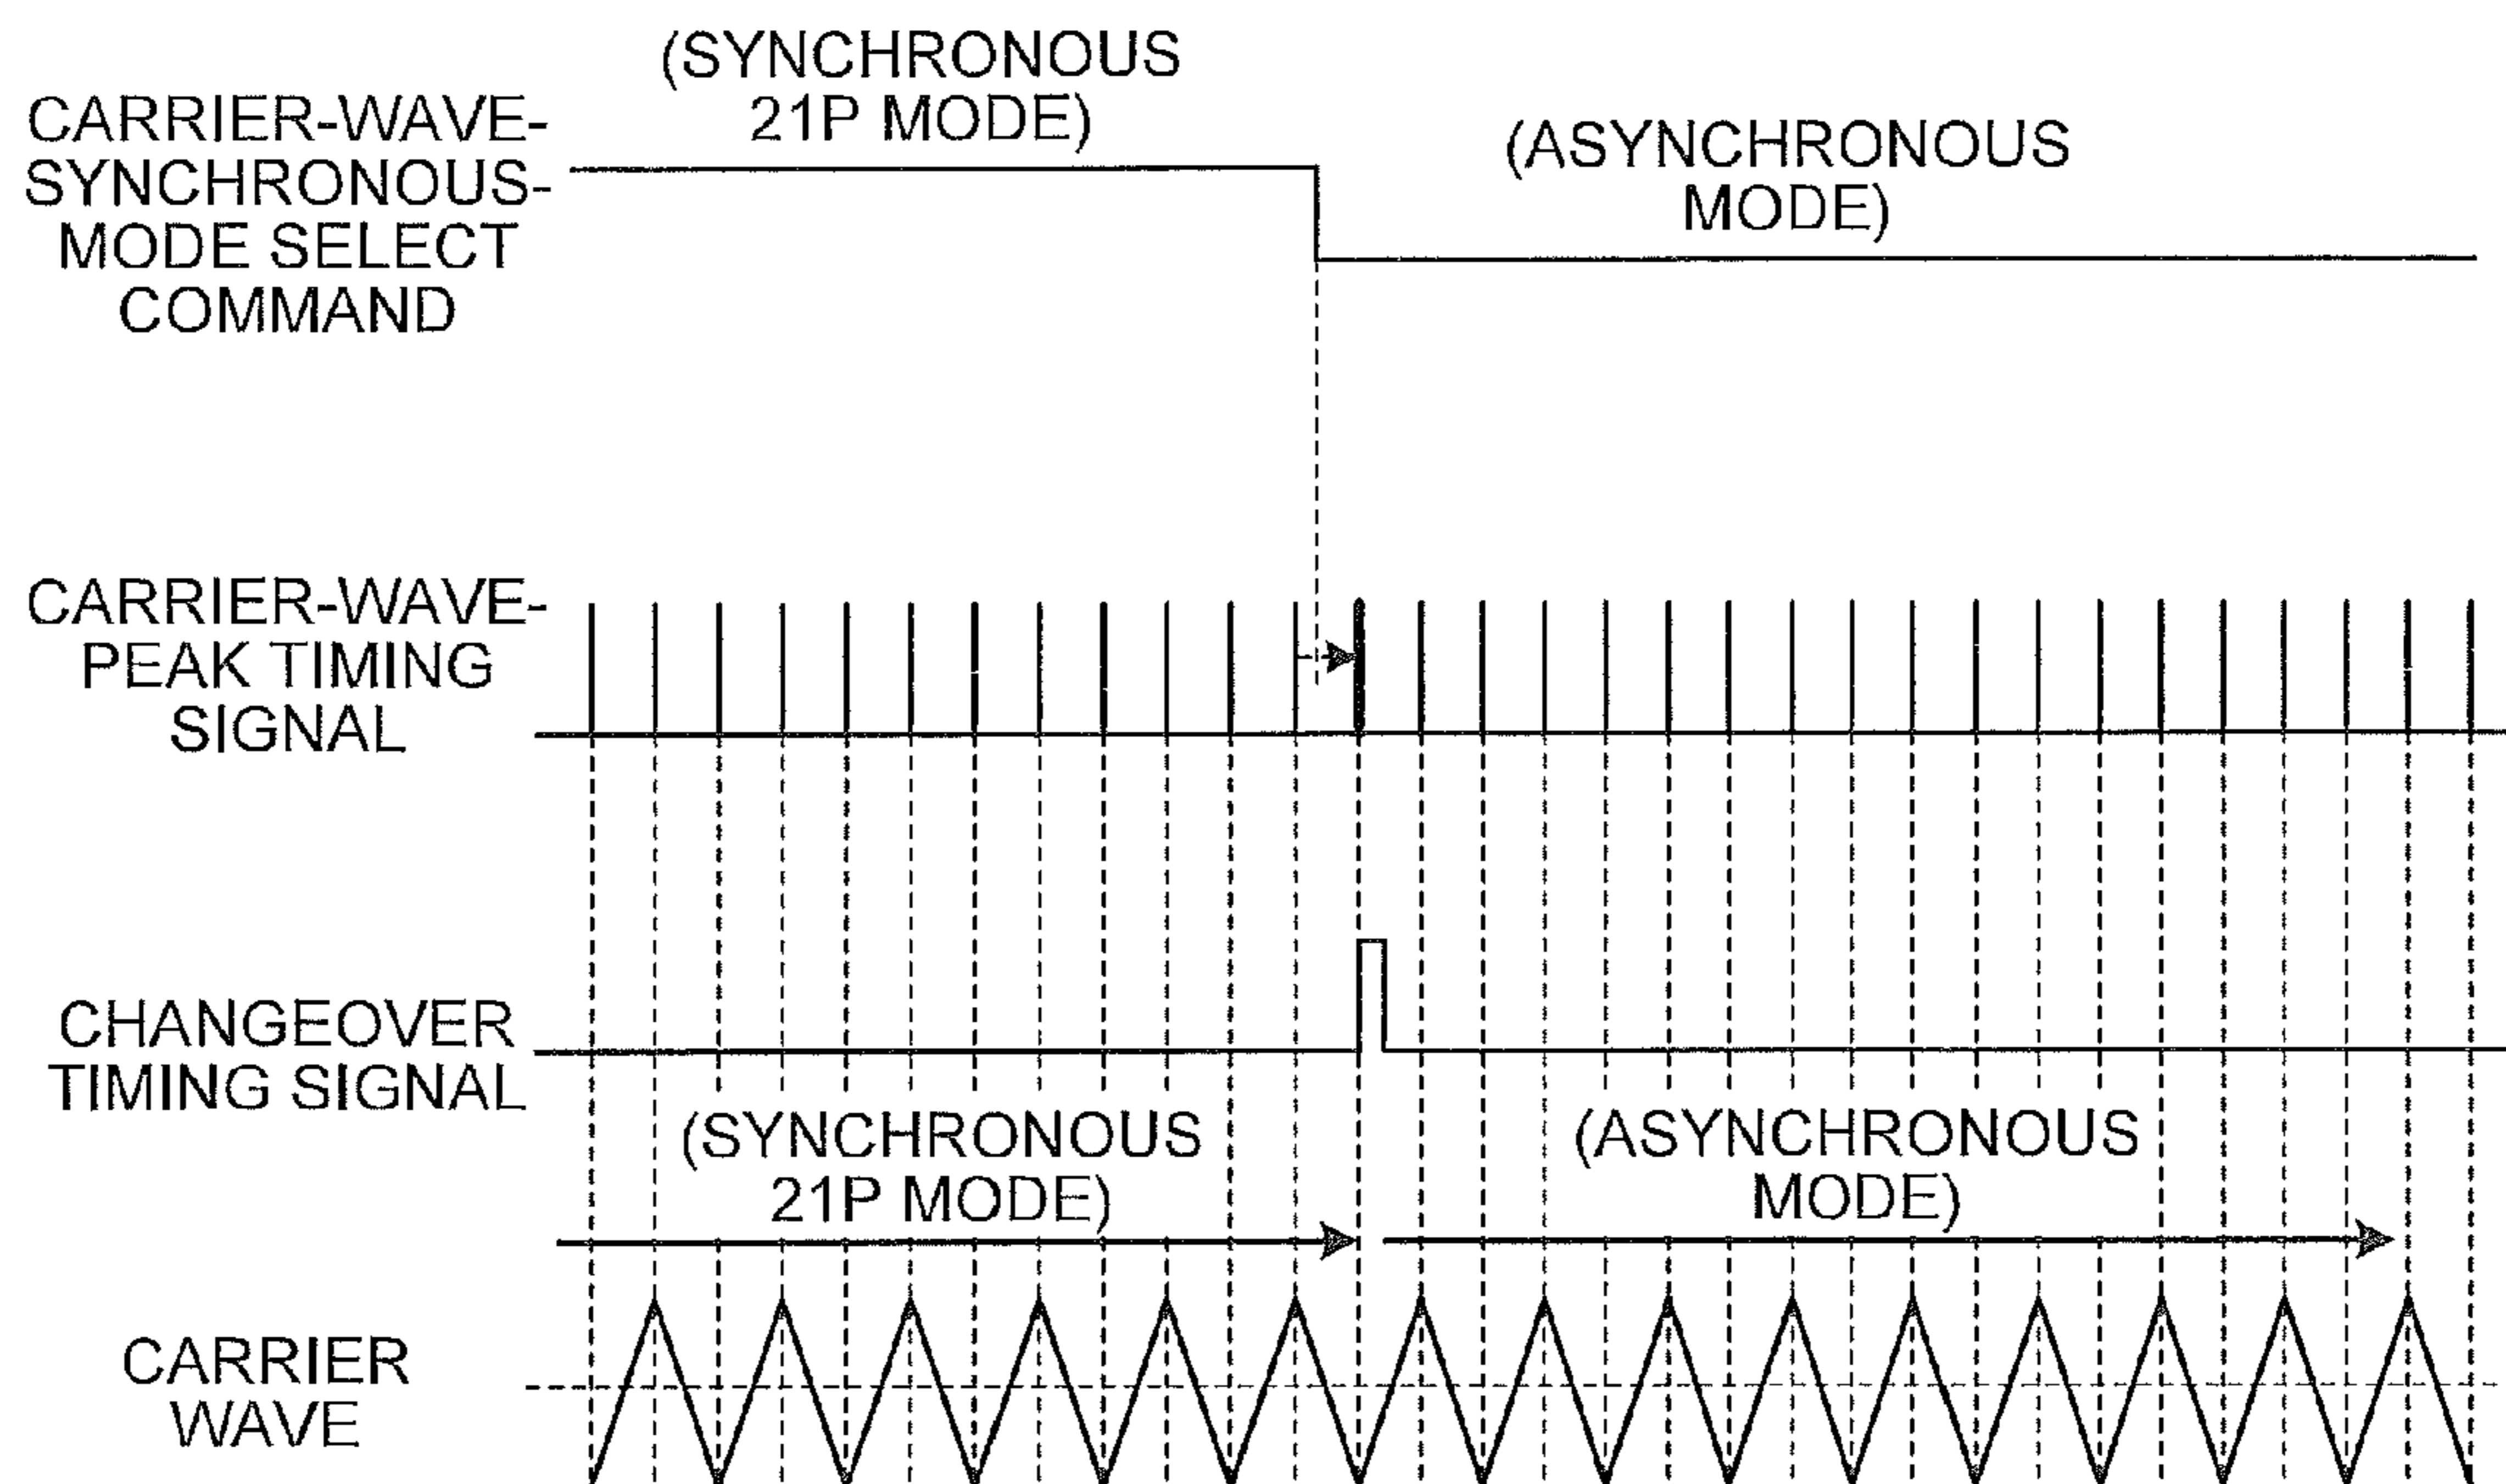 (SYNCHRONOUS
21P MODE)
CARRIER-WAVE-
SYNCHRONOUS-
MODE SELECT
COMMAND
(ASYNCHRONOUS
MODE)
CARRIER-WAVE-
PEAK TIMING
SIGNAL
CHANGEOVER
TIMING SIGNAL
(SYNCHRONOUS
21P MODE)
(ASYNCHRONOUS
MODE)
CARRIER
WAVE